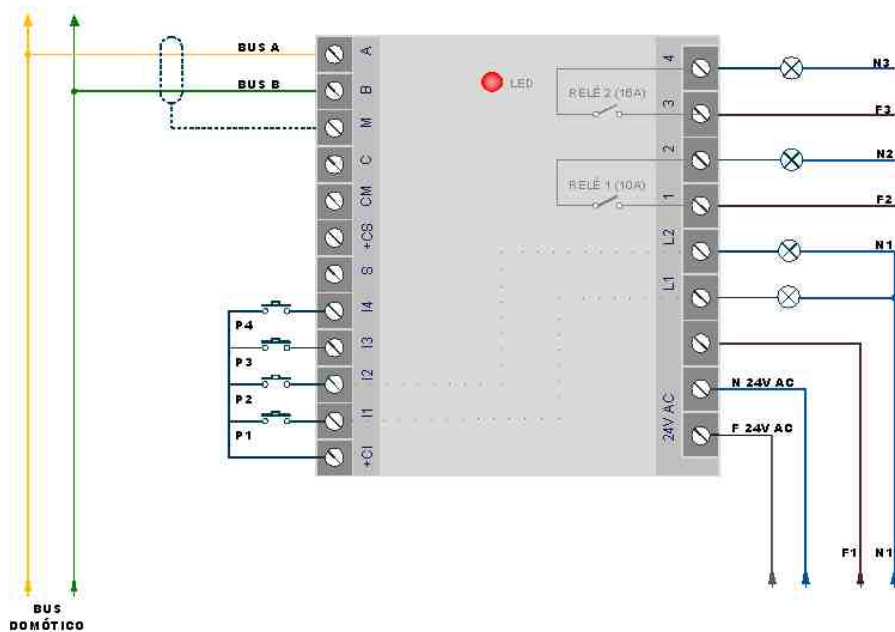 BUS A
BUS B
BUS
DOMÓTICO
P4
P3
P2
P1
A
B
M
C
CM
+CS
S
I4
I3
I2
I1
+CI
LED
RELÉ 2 (16A)
RELÉ 1 (10A)
4
3
2
1
L2
L1
24V AC
N3
F3
N2
F2
N1
N 24V AC
F 24V AC
F1
N1